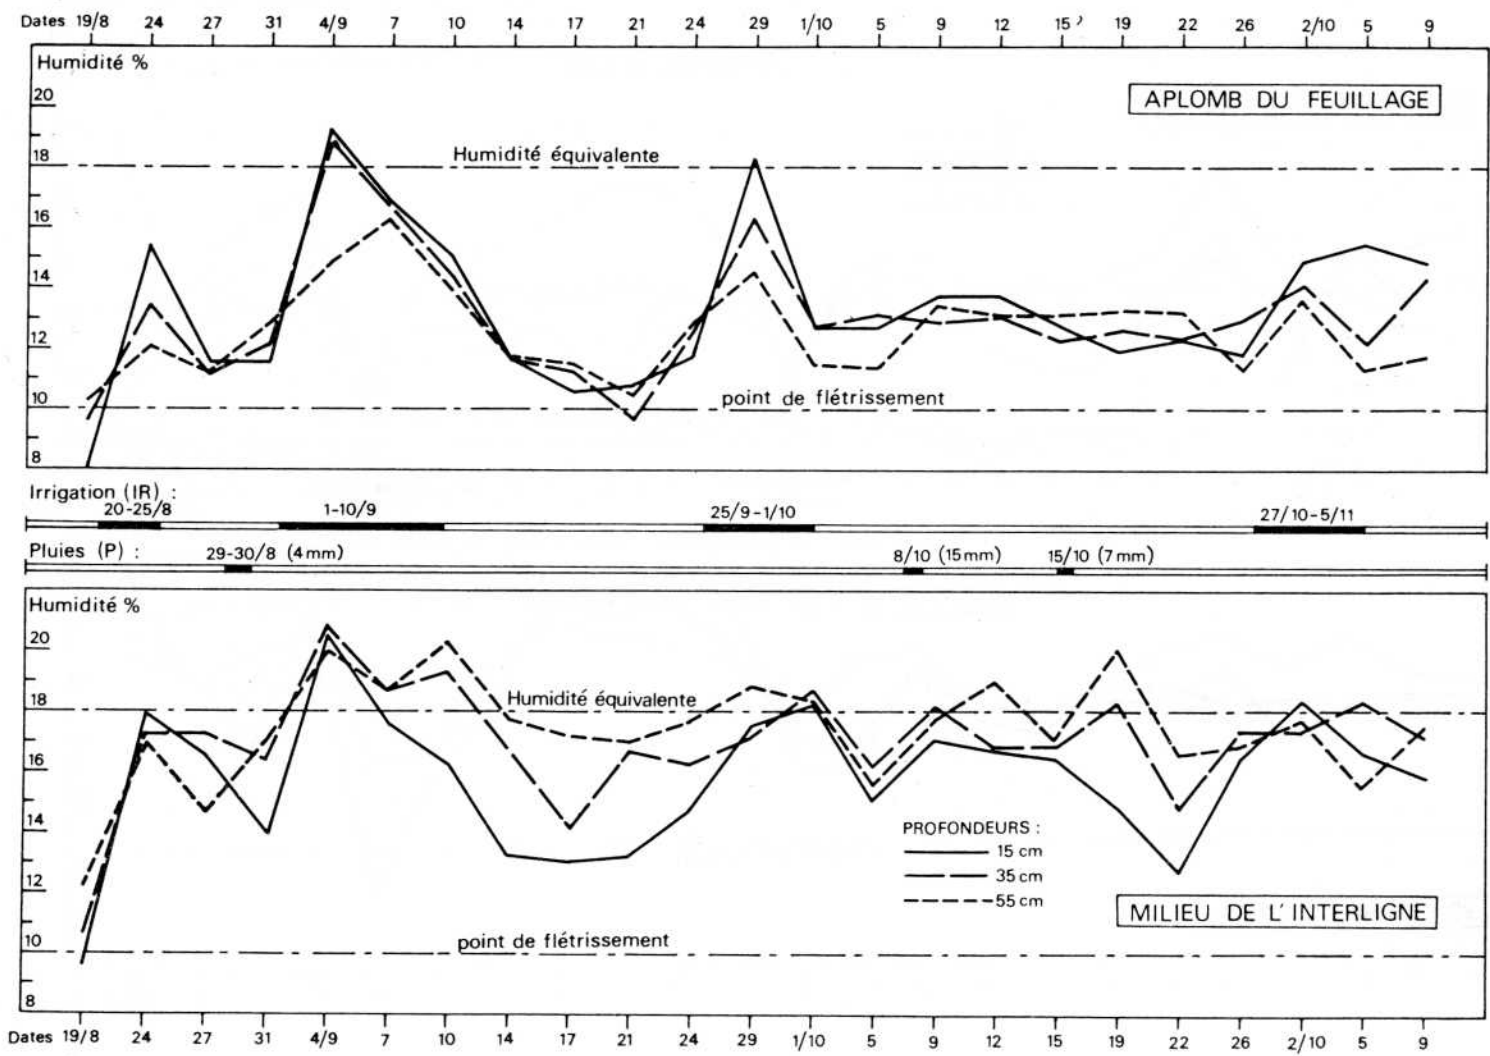 Dates 19/8 24 27 31 4/9 7 10 14 17 21 24 29 1/10 5 9 12 15 19 22 26 2/10 5 9
Humidité %
APLOMB DU FEUILLAGE
20
Humidité équivalente
18
16
14
12
point de flétrissement
10
8
Irrigation (IR) :
20-25/8 1-10/9 25/9-1/10 27/10-5/11
Pluies (P) : 29-30/8 (4mm) 8/10 (15mm) 15/10 (7mm)
Humidité %
20
Humidité équivalente
18
16
14
PROFONDEURS :
15 cm
35 cm
12
55 cm
MILIEU DE L'INTERLIGNE
10
point de flétrissement
8
Dates 19/8 24 27 31 4/9 7 10 14 17 21 24 29 1/10 5 9 12 15 19 22 26 2/10 5 9